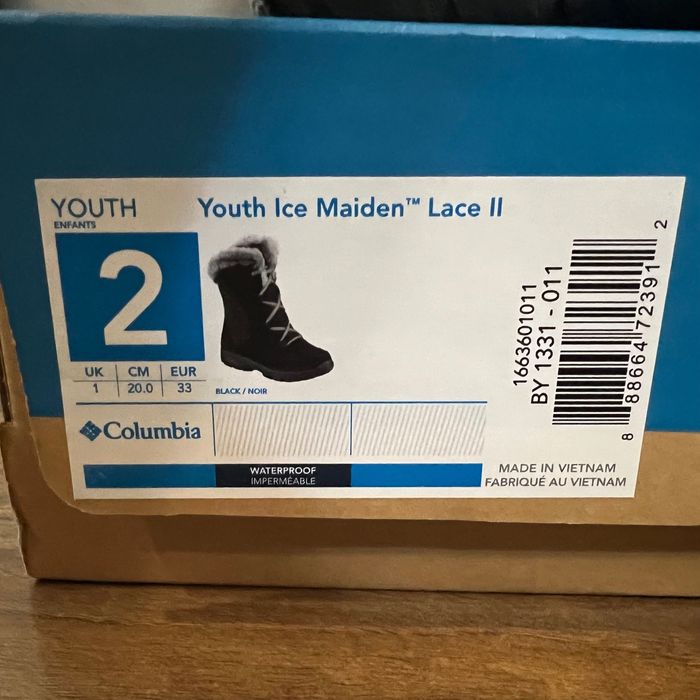 YOUTH
ENFANTS
Youth Ice Maiden™ Lace II
2
UK CM EUR
1 20.0 33
BLACK / NOIR
Columbia
WATERPROOF
IMPERMÉABLE
1663601011
BY 1331 - 011
8 88664 72391 2
MADE IN VIETNAM
FABRIQUÉ AU VIETNAM